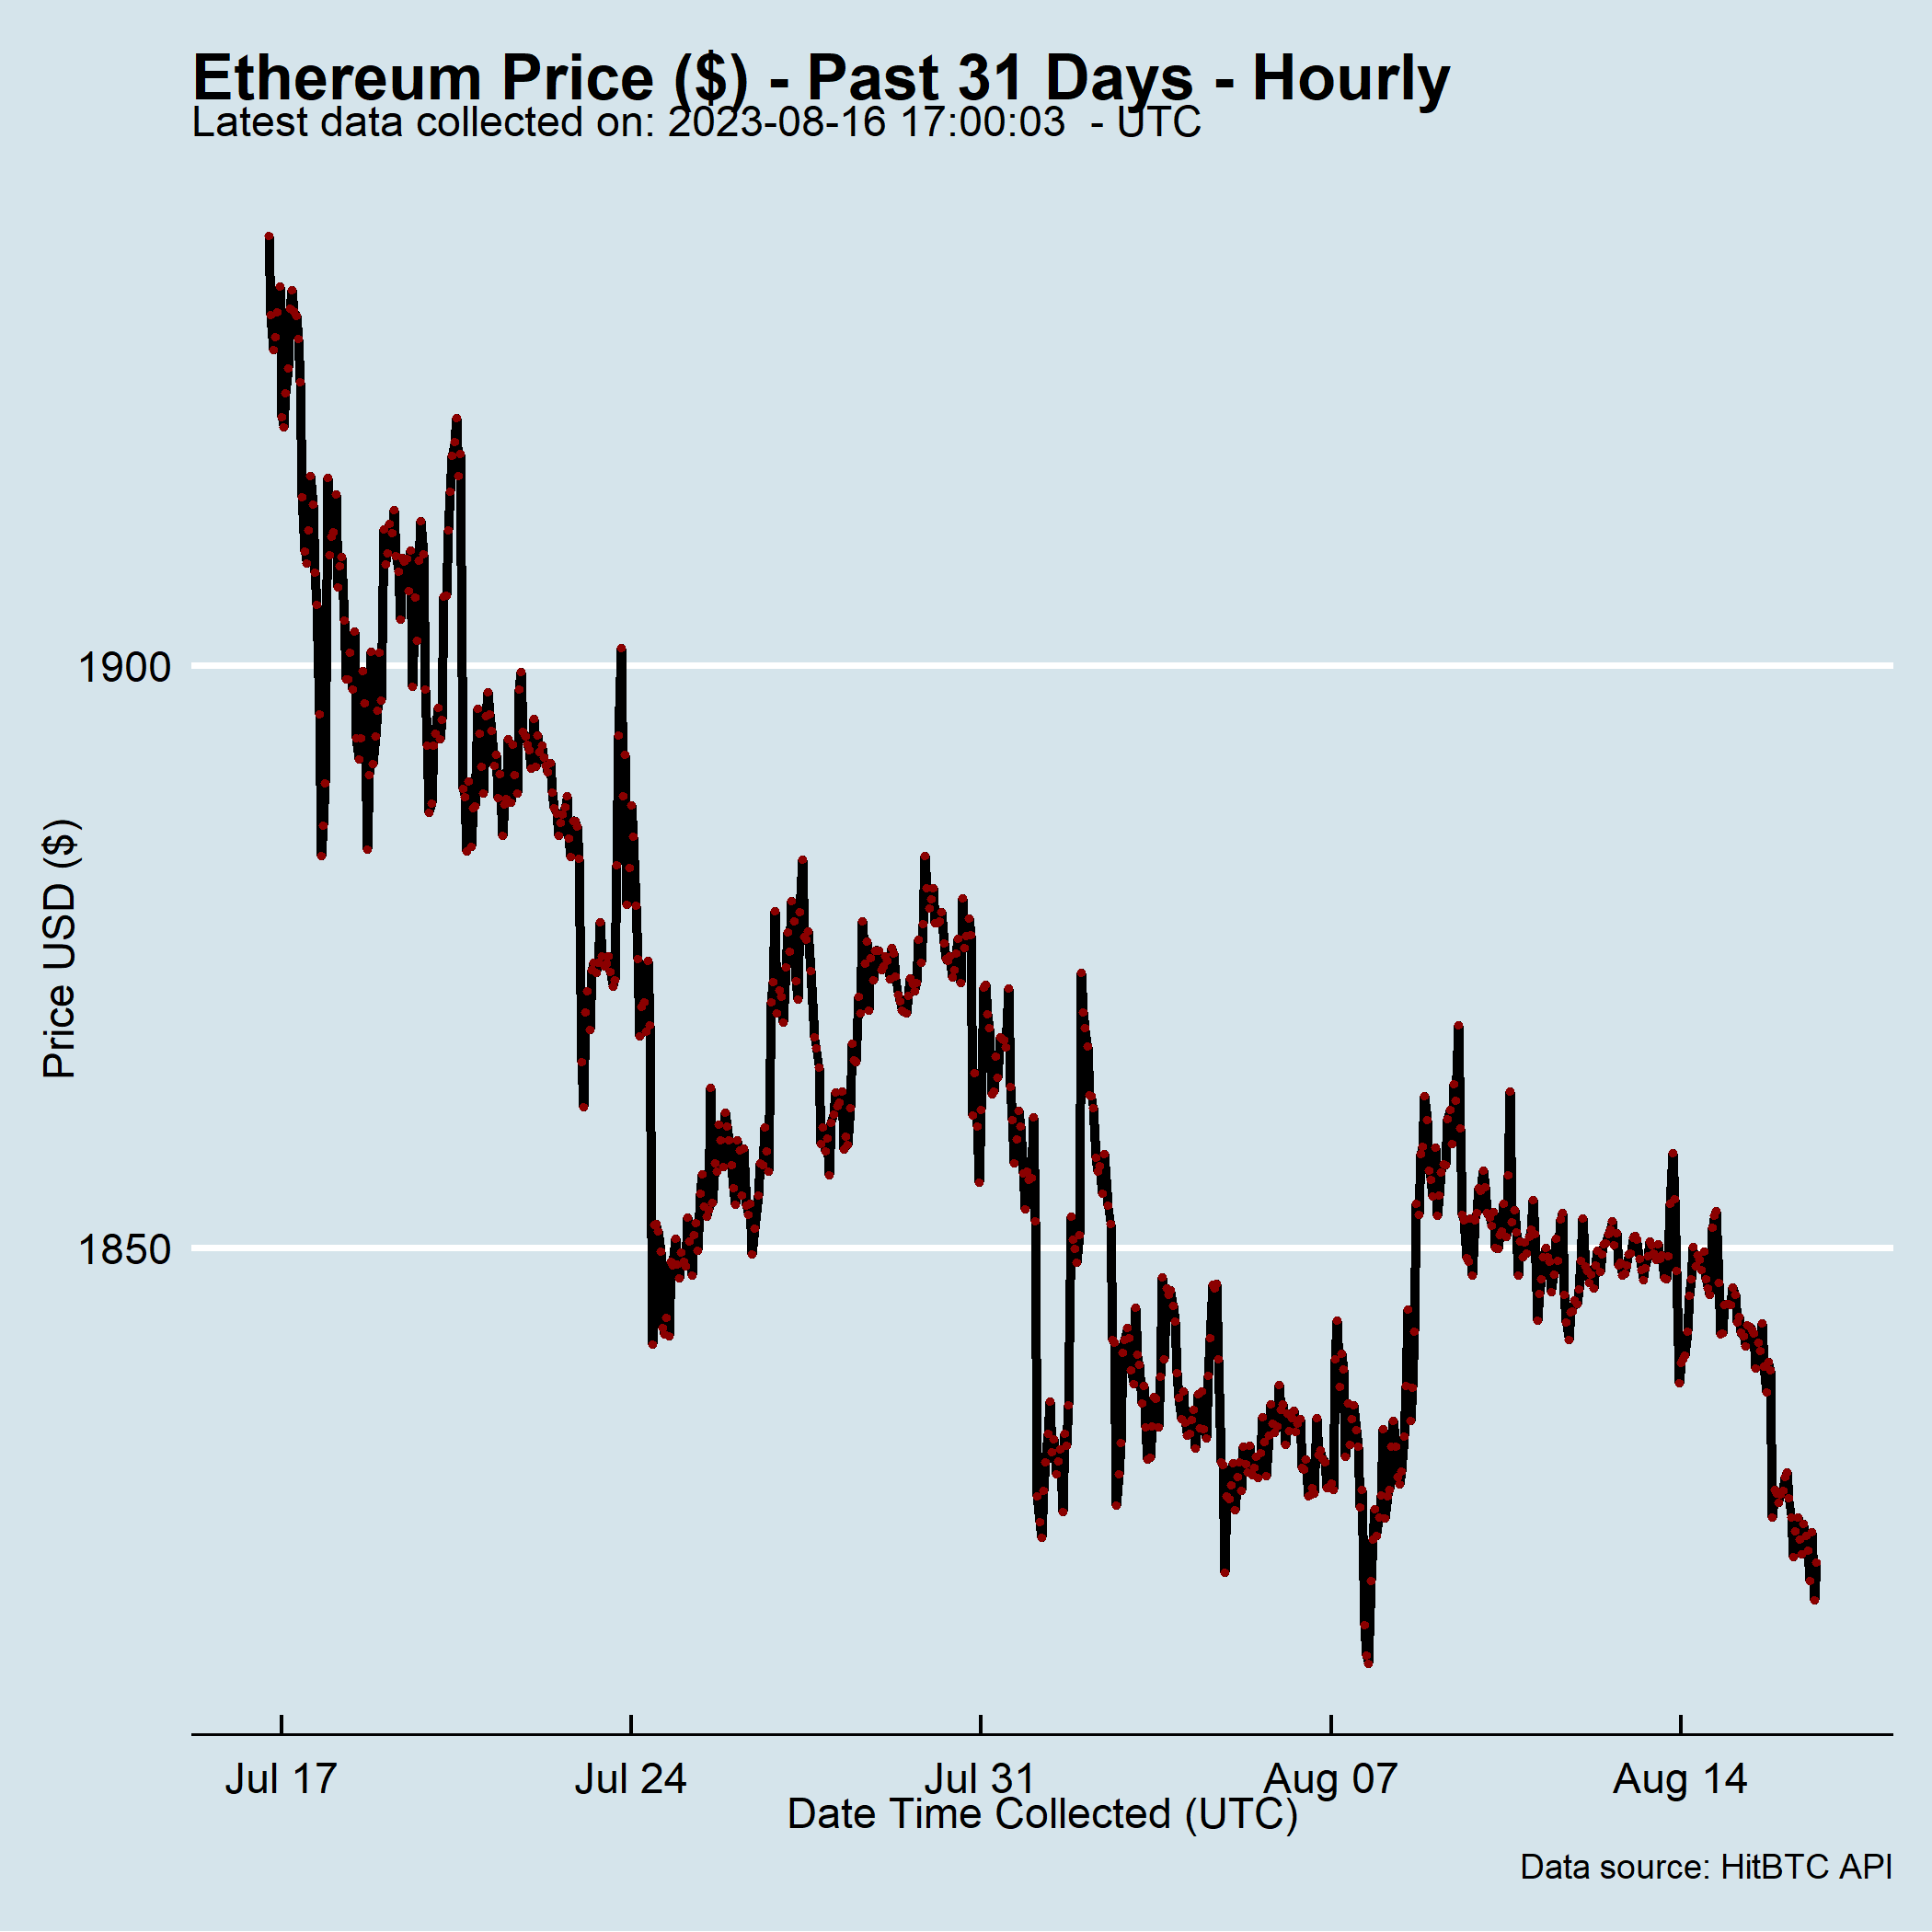 Ethereum Price ($) - Past 31 Days - Hourly
Latest data collected on: 2023-08-16 17:00:03  - UTC
Price USD ($)
1900
1850
Jul 17
Jul 24
Jul 31
Aug 07
Aug 14
Date Time Collected (UTC)
Data source: HitBTC API